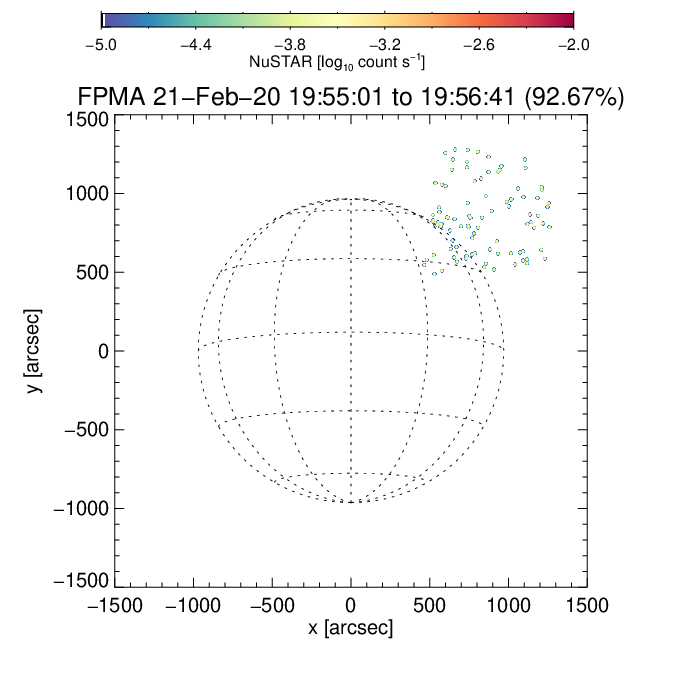 −5.0 −4.4 −3.8 −3.2 −2.6 −2.0
NuSTAR [log₁₀ count s⁻¹]
FPMA 21−Feb−20 19:55:01 to 19:56:41 (92.67%)
1500
1000
500
0
−500
−1000
−1500
y [arcsec]
−1500 −1000 −500 0 500 1000 1500
x [arcsec]